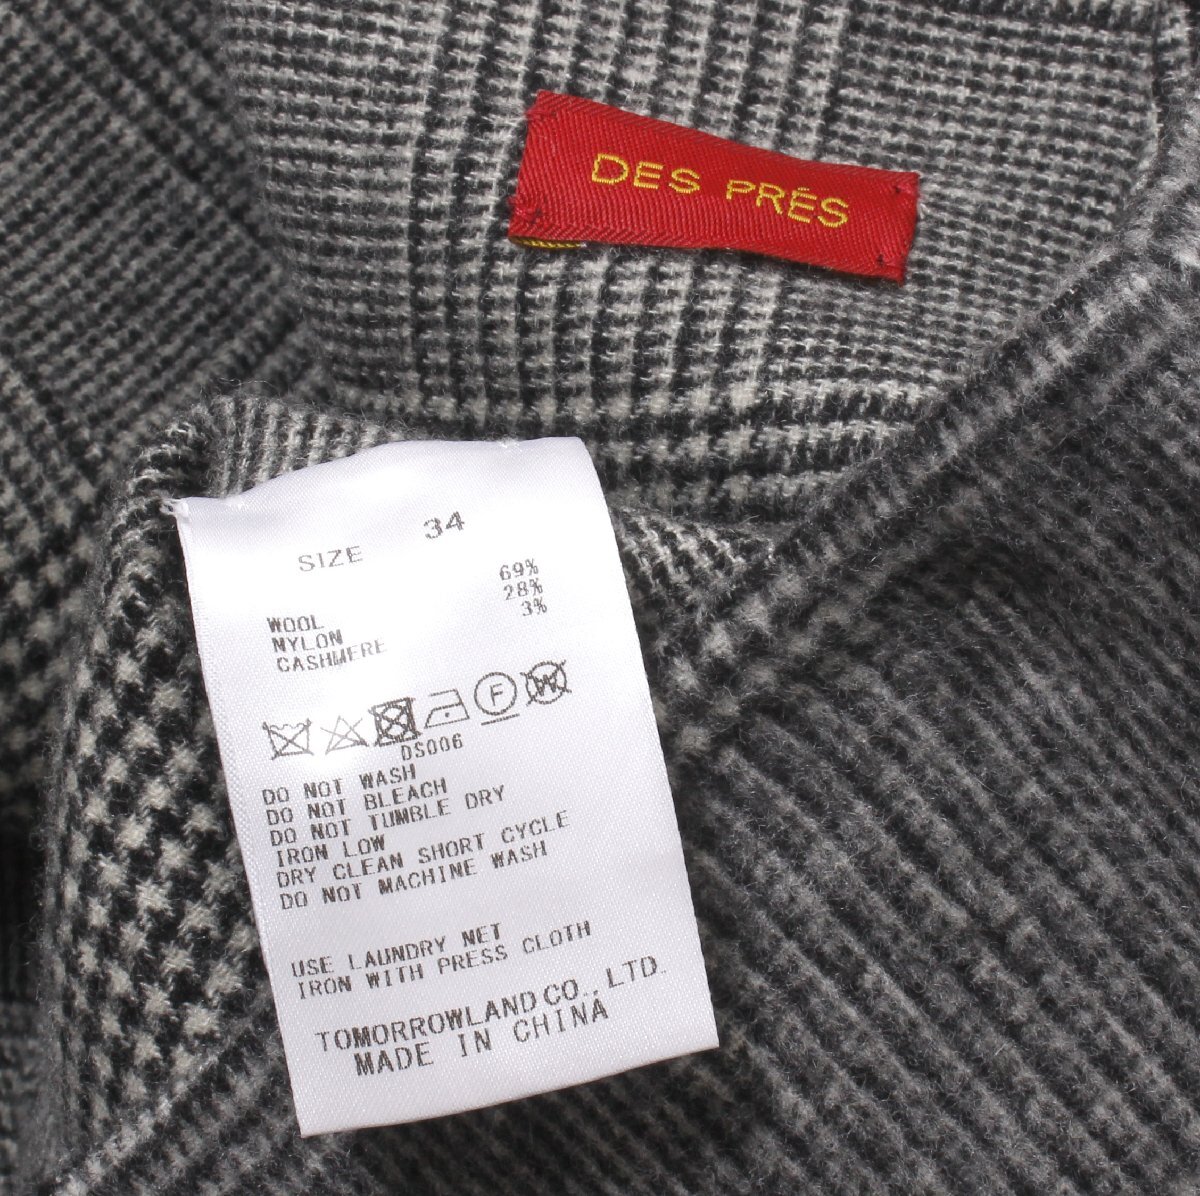 DES PRÉS
SIZE 34
WOOL 69%
NYLON 28%
CASHMERE 3%
F W
DS006
DO NOT WASH
DO NOT BLEACH
DO NOT TUMBLE DRY
IRON LOW
DRY CLEAN SHORT CYCLE
DO NOT MACHINE WASH
USE LAUNDRY NET
IRON WITH PRESS CLOTH
TOMORROWLAND CO., LTD.
MADE IN CHINA